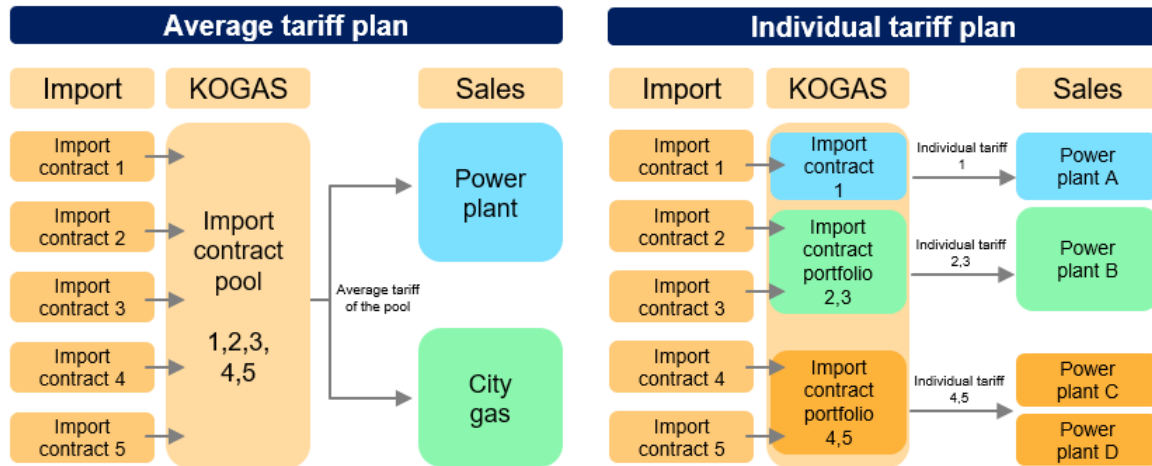 Average tariff plan
Import
KOGAS
Sales
Import
contract 1
Import
contract 2
Import
contract 3
Import
contract 4
Import
contract 5
Import
contract
pool
1,2,3,
4,5
Average tariff
of the pool
Power
plant
City
gas
Individual tariff plan
Import
KOGAS
Sales
Import
contract 1
Import
contract 2
Import
contract 3
Import
contract 4
Import
contract 5
Import
contract
1
Import
contract
portfolio
2,3
Import
contract
portfolio
4,5
Individual tariff
1
Individual tariff
2,3
Individual tariff
4,5
Power
plant A
Power
plant B
Power
plant C
Power
plant D